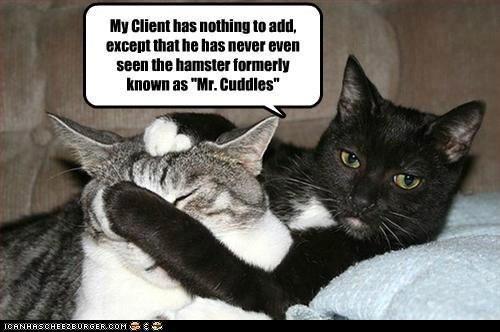 My Client has nothing to add,
except that he has never even
seen the hamster formerly
known as "Mr. Cuddles"
ICANHASCHEEZBURGER.COM